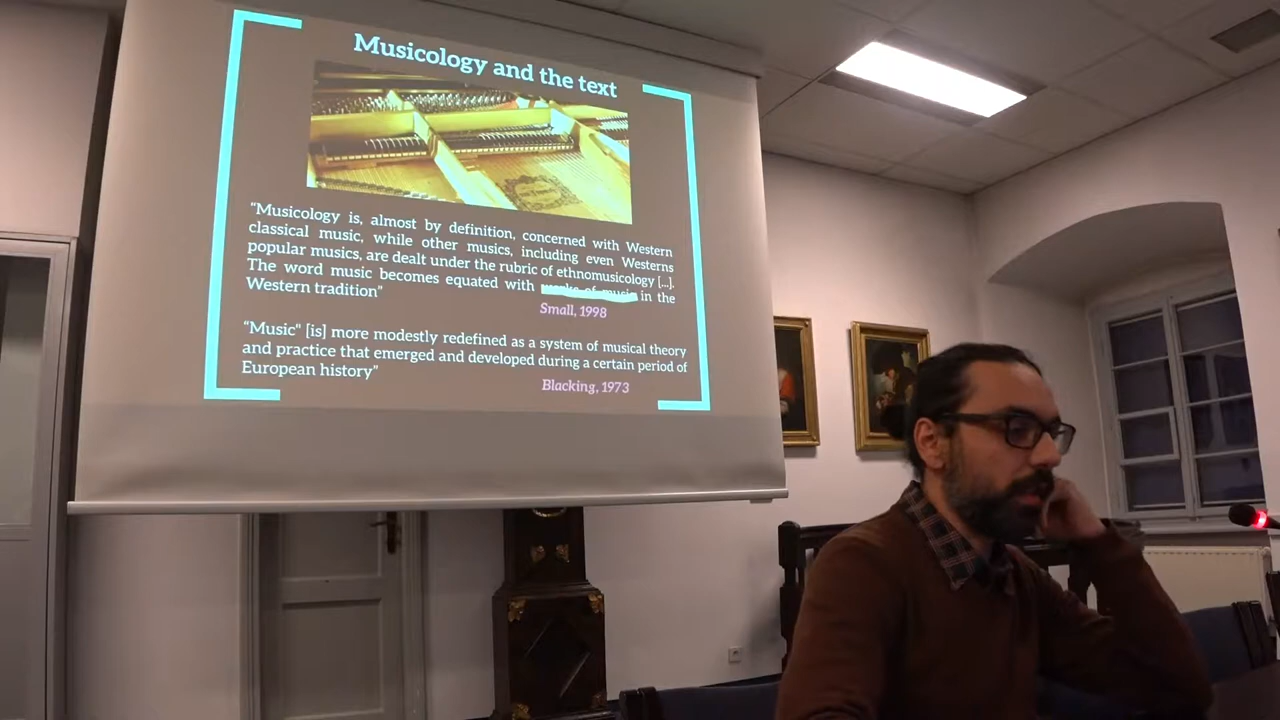 Musicology and the text
“Musicology is, almost by definition, concerned with Western
classical music, while other musics, including even Westerns
popular musics, are dealt under the rubric of ethnomusicology [...].
The word music becomes equated with works of music in the
Western tradition”
Small, 1998
“Music“ [is] more modestly redefined as a system of musical theory
and practice that emerged and developed during a certain period of
European history”
Blacking, 1973